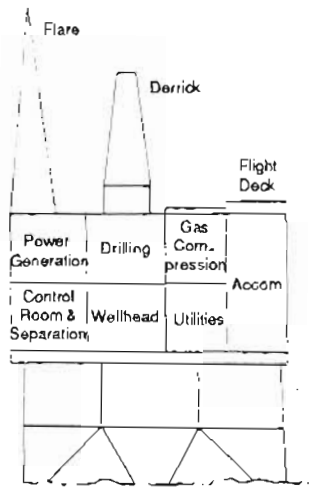 Flare
Derrick
Flight
Deck
Power
Generation
Drilling
Gas
Com-
pression
Accom
Control
Room &
Separation
Wellhead
Utilities